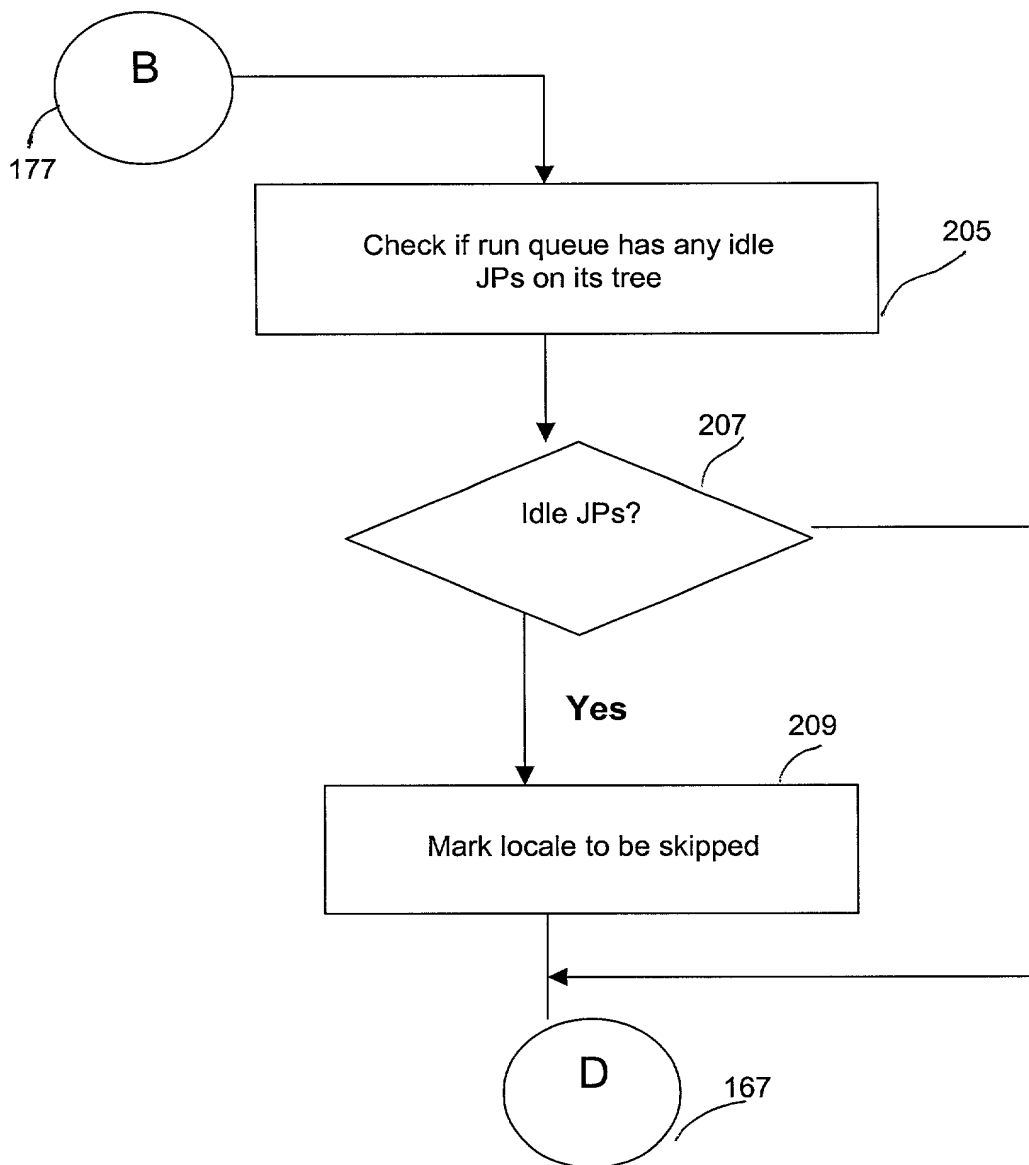 B
177
Check if run queue has any idle
JPs on its tree
205
207
Idle JPs?
Yes
209
Mark locale to be skipped
D
167